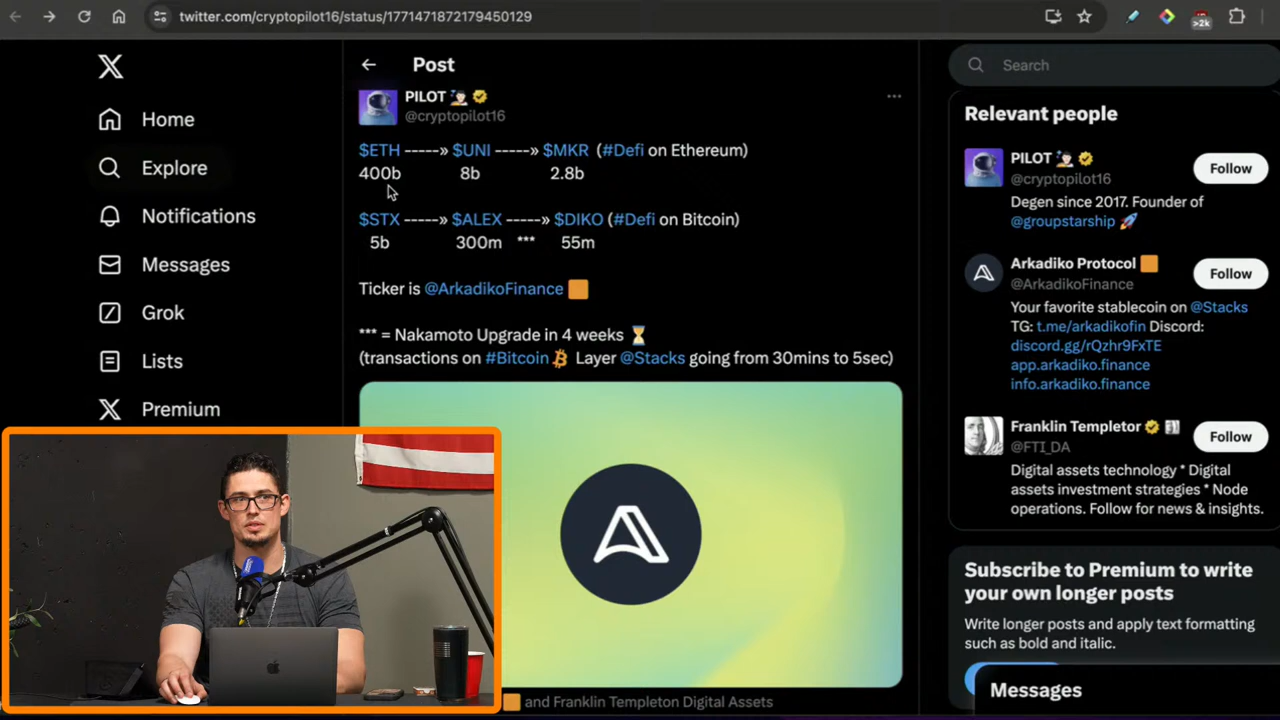 twitter.com/cryptopilot16/status/1771471872179450129
>2k
Post
Search
PILOT
@cryptopilot16
Home
Explore
Notifications
Messages
Grok
Lists
Premium
$ETH -----» $UNI -----» $MKR (#Defi on Ethereum)
400b 8b 2.8b
$STX -----» $ALEX -----» $DIKO (#Defi on Bitcoin)
5b 300m *** 55m
Ticker is @ArkadikoFinance
*** = Nakamoto Upgrade in 4 weeks ⏳
(transactions on #Bitcoin Layer @Stacks going from 30mins to 5sec)
and Franklin Templeton Digital Assets
Relevant people
PILOT
@cryptopilot16
Follow
Degen since 2017. Founder of
@groupstarship 🚀
Arkadiko Protocol 🟧
@ArkadikoFinance
Follow
Your favorite stablecoin on @Stacks
TG: t.me/arkadikofin Discord:
discord.gg/rQzhr9FxTE
app.arkadiko.finance
info.arkadiko.finance
Franklin Templeton
@FTI_DA
Follow
Digital assets technology * Digital
assets investment strategies * Node
operations. Follow for news & insights.
Subscribe to Premium to write
your own longer posts
Write longer posts and apply text formatting
such as bold and italic.
Messages